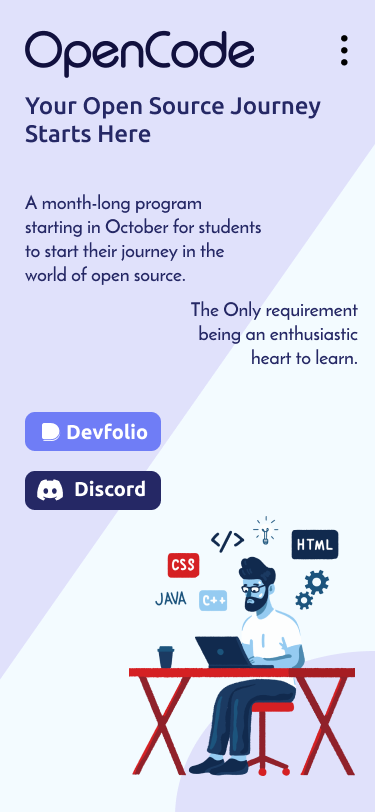 OpenCode
Your Open Source Journey
Starts Here
A month-long program
starting in October for students
to start their journey in the
world of open source.
The Only requirement
being an enthusiastic
heart to learn.
Devfolio
Discord
</>
HTML
CSS
JAVA
C++